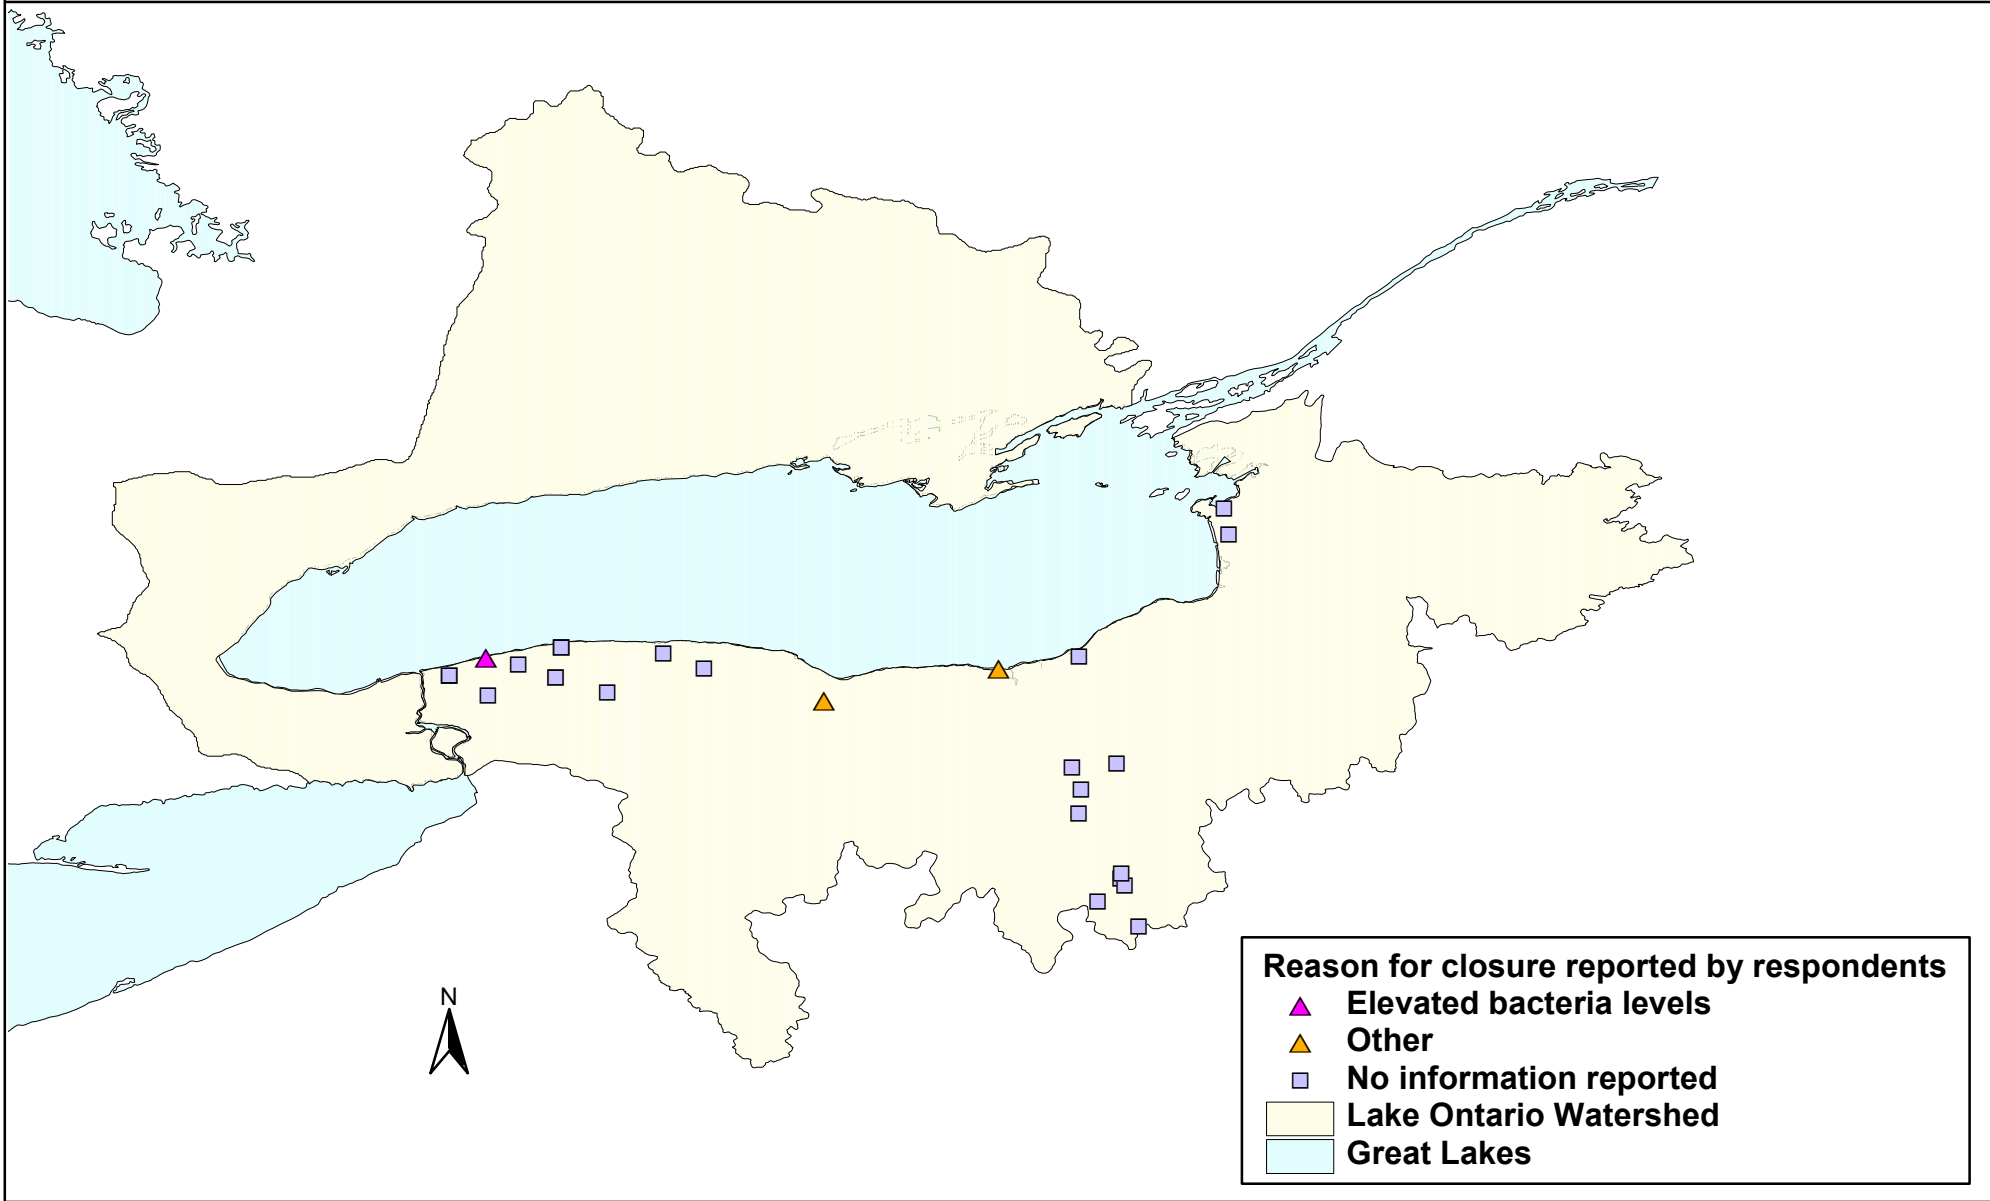 N
Reason for closure reported by respondents
Elevated bacteria levels
Other
No information reported
Lake Ontario Watershed
Great Lakes